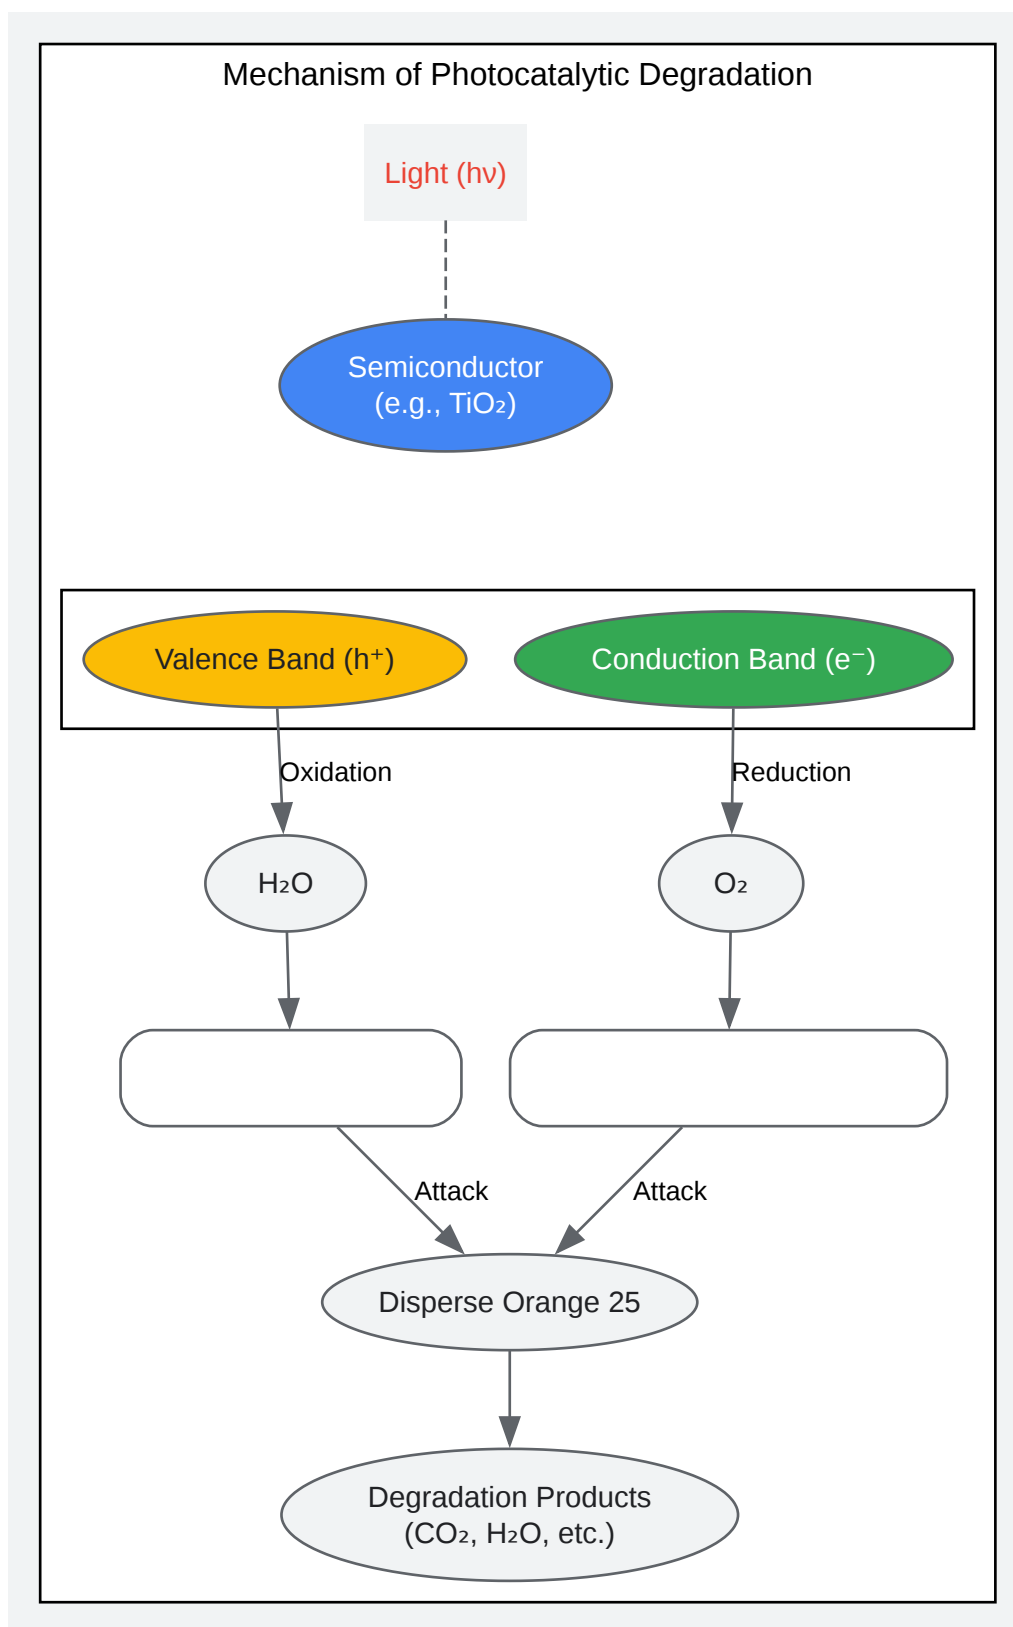 Mechanism of Photocatalytic Degradation
Light (hν)
Semiconductor
(e.g., TiO₂)
Valence Band (h⁺)
Conduction Band (e⁻)
Oxidation
Reduction
H₂O
O₂
Attack
Attack
Disperse Orange 25
Degradation Products
(CO₂, H₂O, etc.)